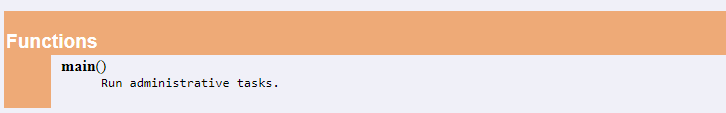 Functions
main()
Run administrative tasks.